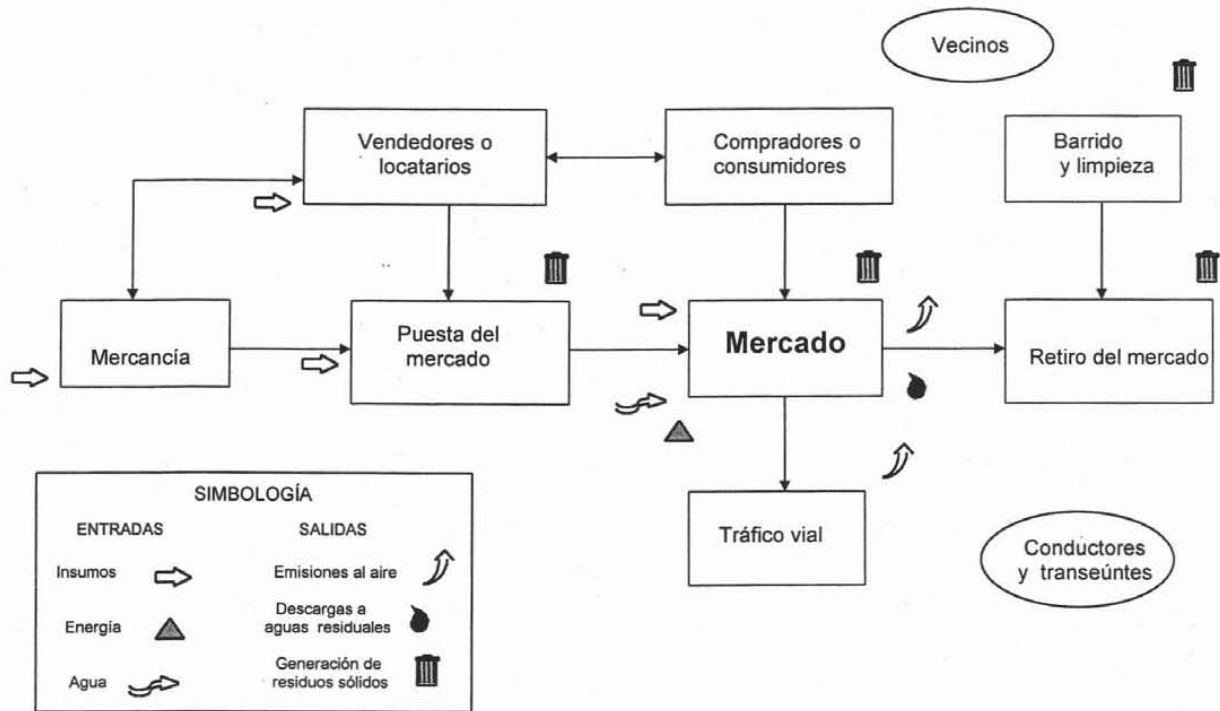 Vecinos
Vendedores o
locatarios
Compradores o
consumidores
Barrido
y limpieza
Mercancía
Puesta del
mercado
Mercado
Retiro del mercado
Tráfico vial
Conductores
y transeúntes
SIMBOLOGÍA
ENTRADAS
SALIDAS
Insumos
Emisiones al aire
Energía
Descargas a
aguas residuales
Agua
Generación de
residuos sólidos